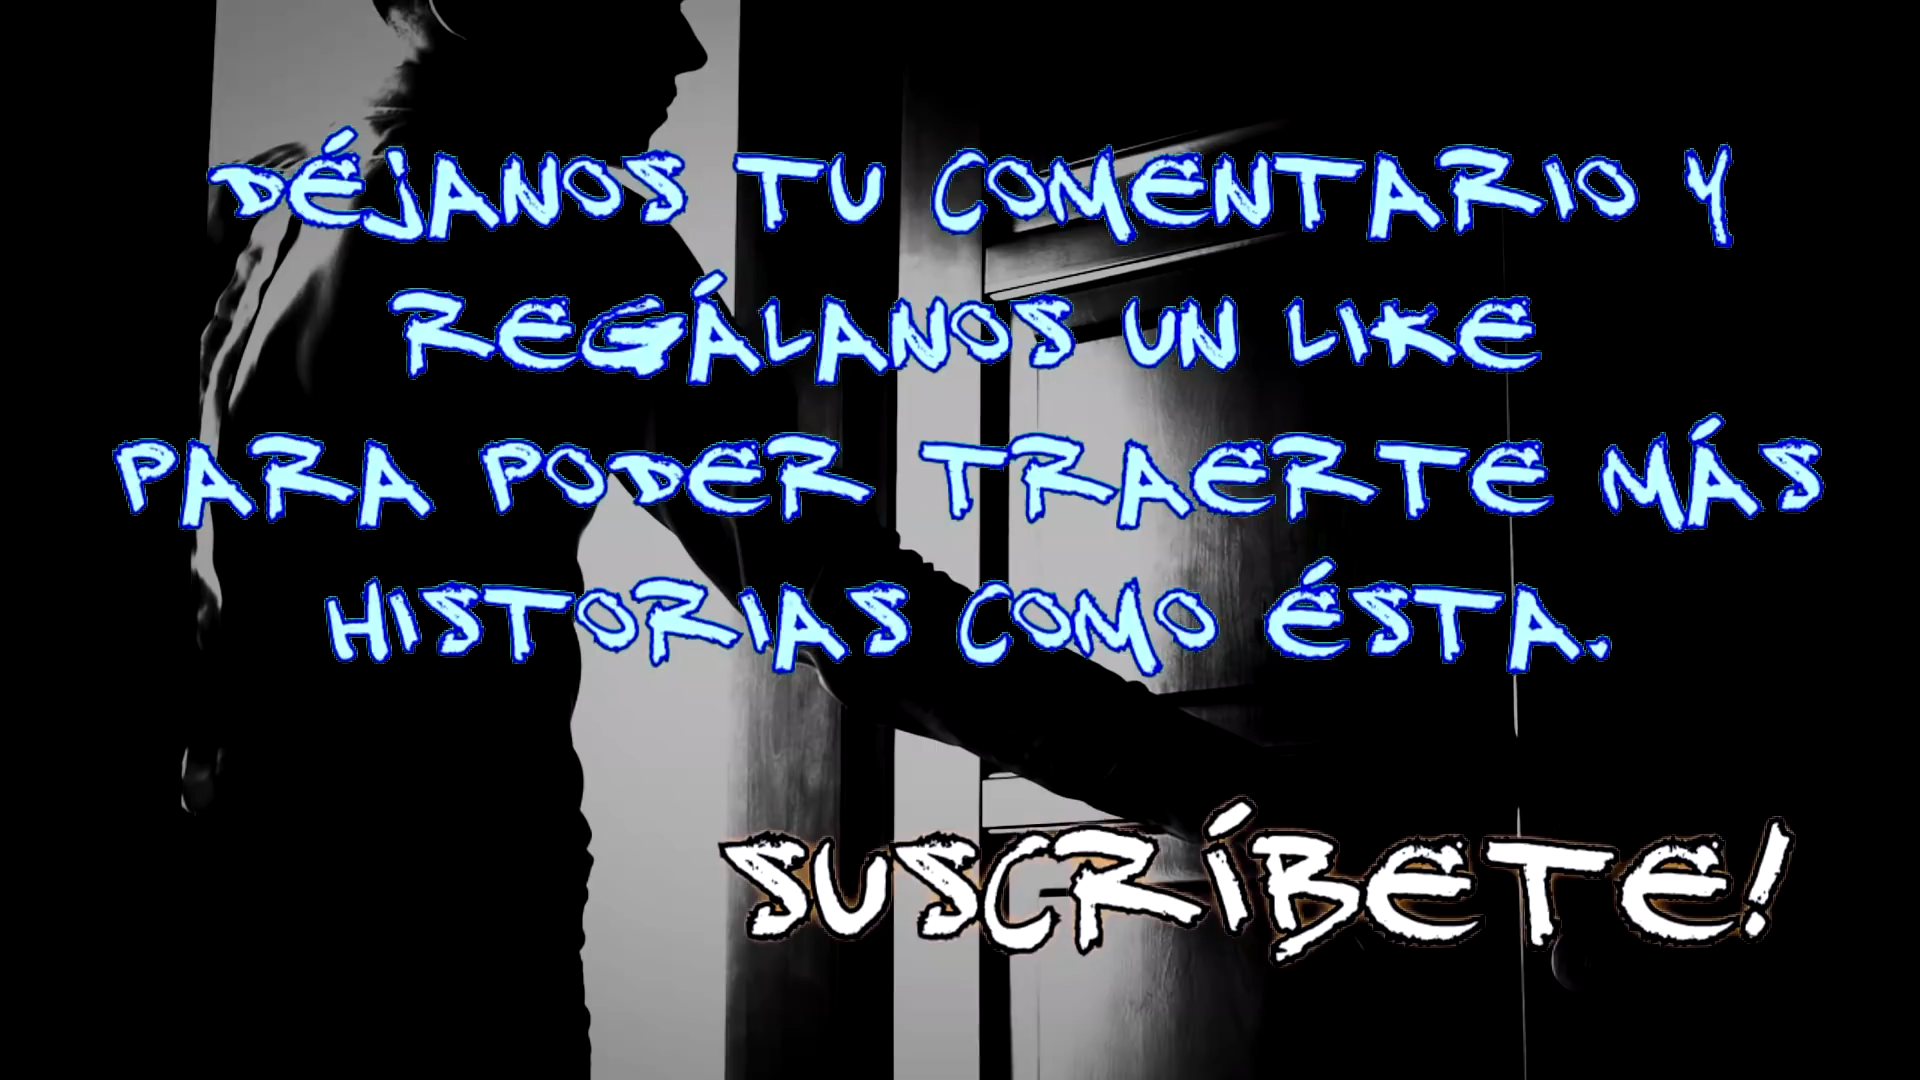 DÉJANOS TU COMENTARIO Y
REGÁLANOS UN LIKE
PARA PODER TRAERTE MÁS
HISTORIAS COMO ÉSTA.
SUSCRÍBETE!